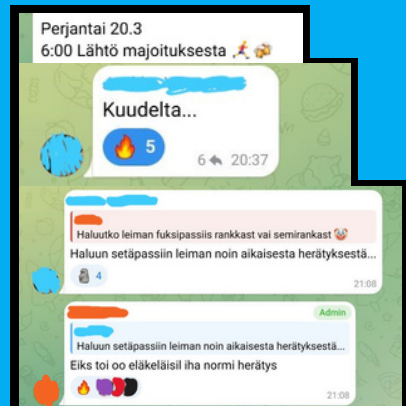 Perjantai 20.3
6:00 Lähtö majoituksesta 🏃 🍻
Kuudelta...
🔥 5
6 20:37
Haluutko leiman fuksipassiis rankkast vai semirankast 🤡
Haluun setäpassiin leiman noin aikaisesta herätyksestä...
🗿 4
21:08
Admin
Haluun setäpassiin leiman noin aikaisesta herätyksestä...
Eiks toi oo eläkeläisil iha normi herätys
🔥
21:08